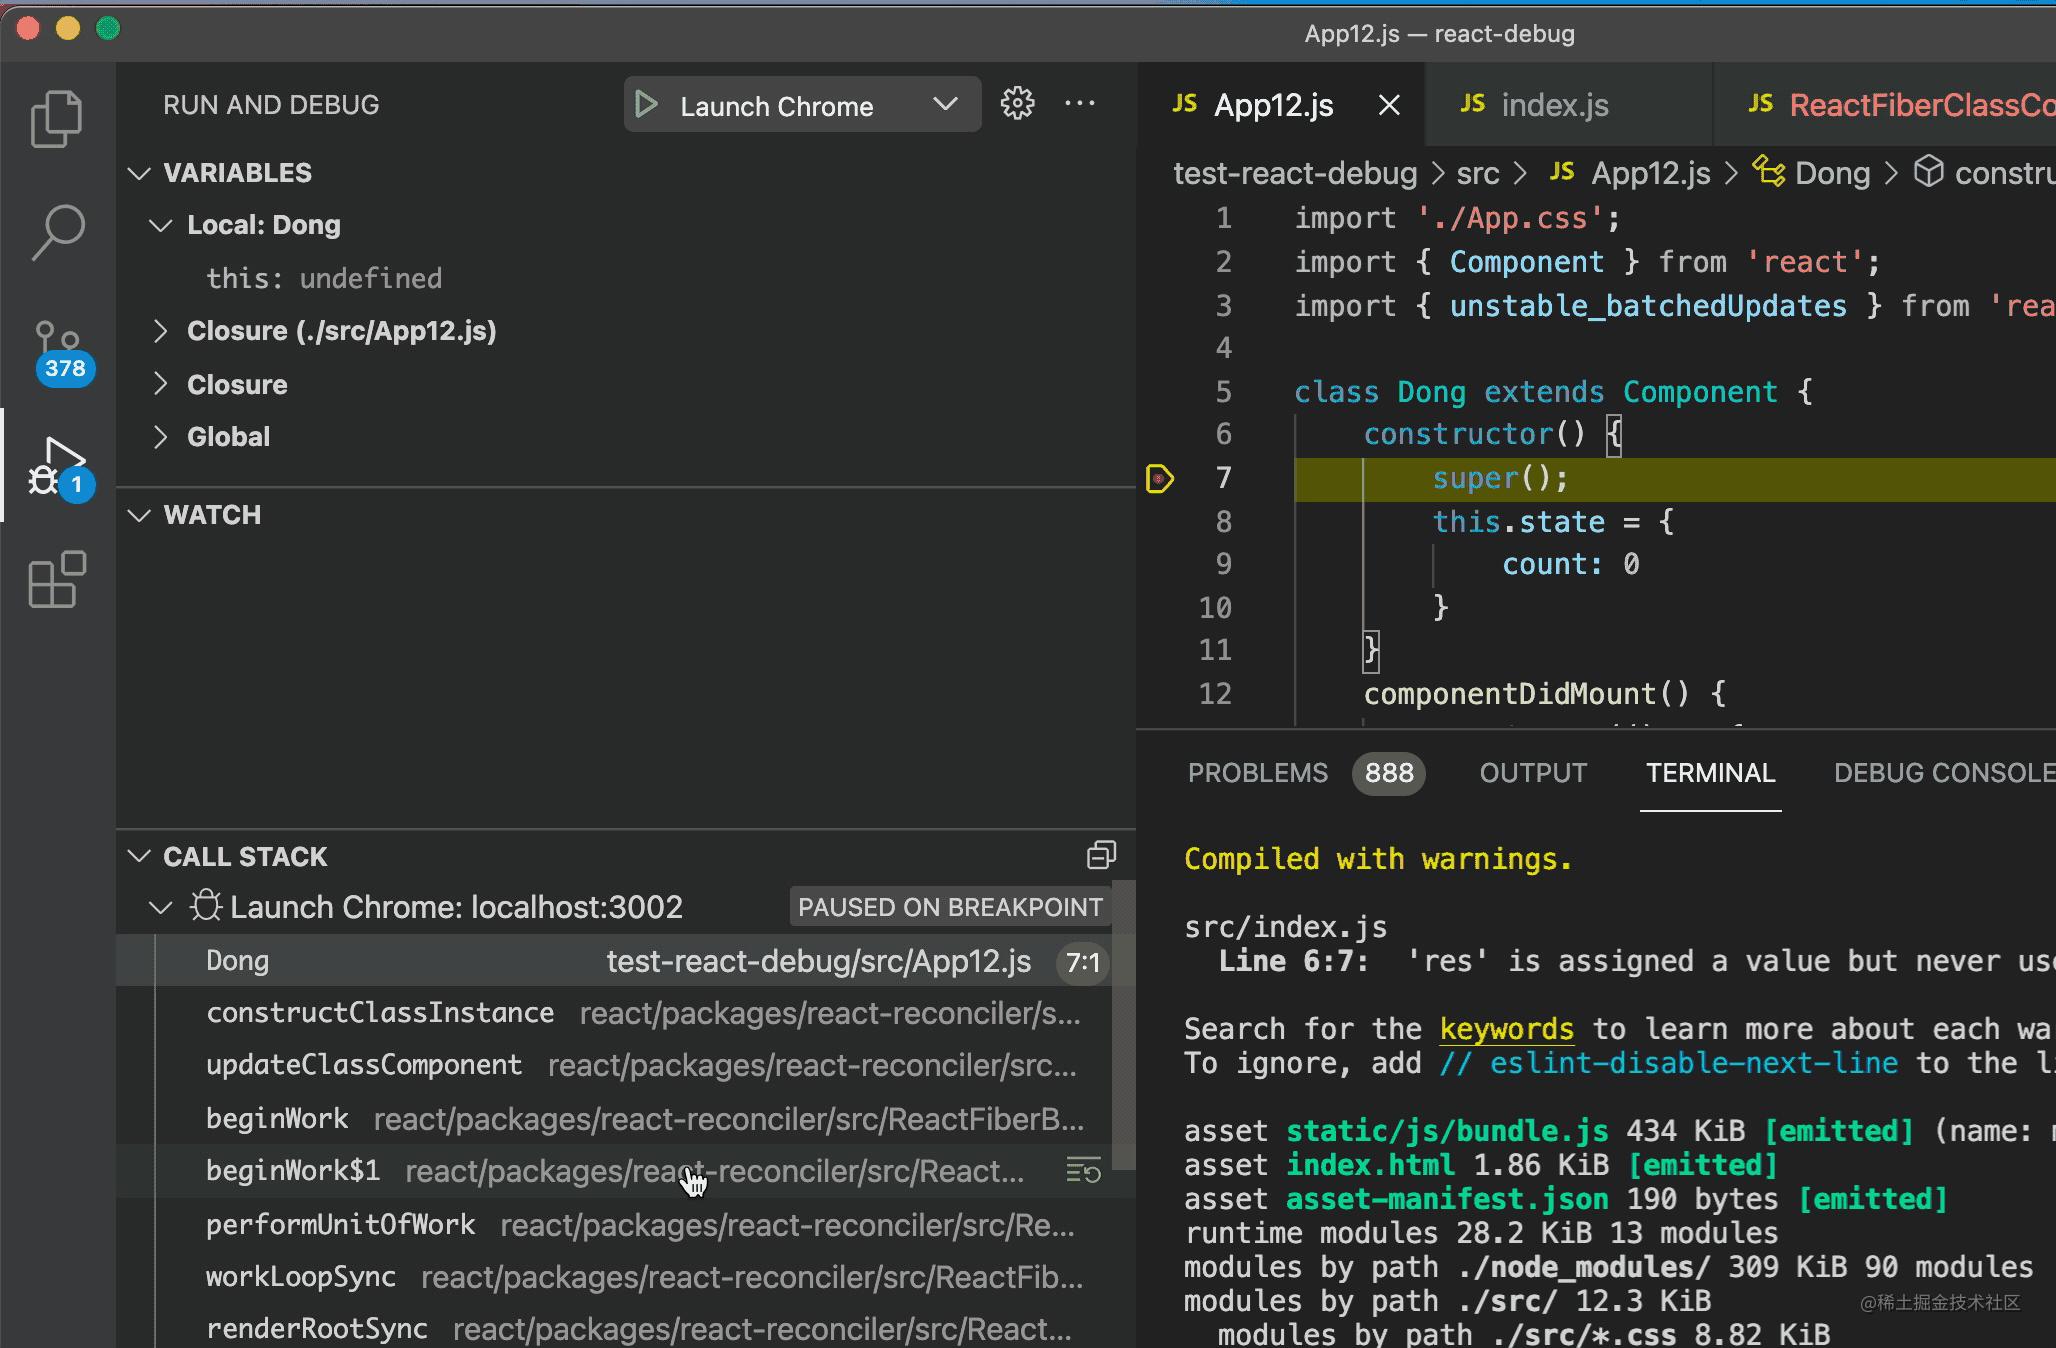 App12.js — react-debug
RUN AND DEBUG
Launch Chrome
VARIABLES
Local: Dong
this: undefined
Closure (./src/App12.js)
Closure
Global
378
1
WATCH
CALL STACK
Launch Chrome: localhost:3002 PAUSED ON BREAKPOINT
Dong test-react-debug/src/App12.js 7:1
constructClassInstance react/packages/react-reconciler/s...
updateClassComponent react/packages/react-reconciler/src...
beginWork react/packages/react-reconciler/src/ReactFiberB...
beginWork$1 react/packages/react-reconciler/src/React...
performUnitOfWork react/packages/react-reconciler/src/Re...
workLoopSync react/packages/react-reconciler/src/ReactFib...
renderRootSync react/packages/react-reconciler/src/React...
JS App12.js JS index.js JS ReactFiberClassCo
test-react-debug > src > JS App12.js > Dong > constru
1 import './App.css';
2 import { Component } from 'react';
3 import { unstable_batchedUpdates } from 'rea
4
5 class Dong extends Component {
6 constructor() {
7 super();
8 this.state = {
9 count: 0
10 }
11 }
12 componentDidMount() {
PROBLEMS 888 OUTPUT TERMINAL DEBUG CONSOLE
Compiled with warnings.
src/index.js
Line 6:7: 'res' is assigned a value but never use
Search for the keywords to learn more about each wa
To ignore, add // eslint-disable-next-line to the li
asset static/js/bundle.js 434 KiB [emitted] (name: m
asset index.html 1.86 KiB [emitted]
asset asset-manifest.json 190 bytes [emitted]
runtime modules 28.2 KiB 13 modules
modules by path ./node_modules/ 309 KiB 90 modules
modules by path ./src/ 12.3 KiB
modules by path ./src/*.css 8.82 KiB
@稀土掘金技术社区